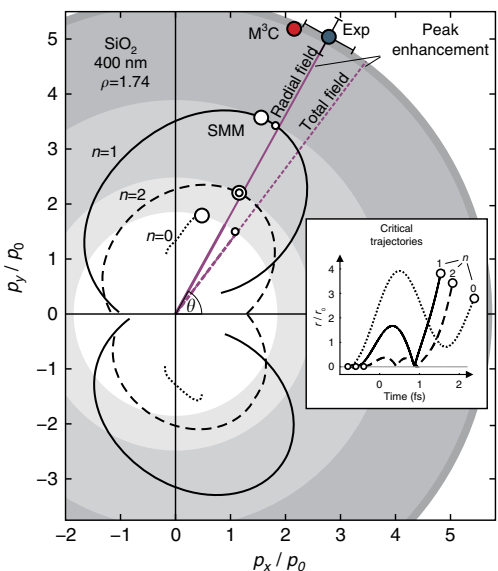 SiO2
400 nm
ρ=1.74
M³C
Exp
Peak
enhancement
Radial field
Total field
SMM
n=1
n=2
n=0
θ
5
4
3
2
1
0
−1
−2
−3
−2
−1
0
1
2
3
4
5
py / p0
px / p0
Critical
trajectories
n
1
2
0
4
3
2
1
0
r / r0
0
1
2
Time (fs)